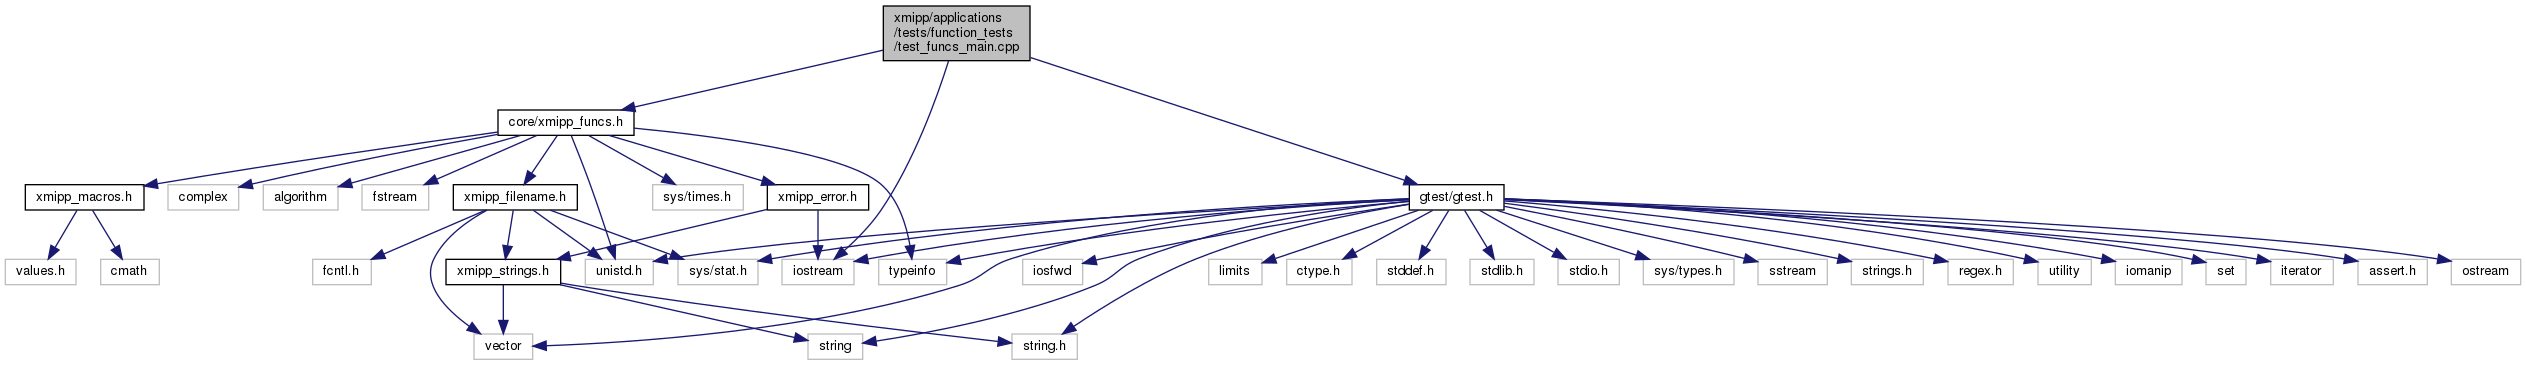 xmipp/applications
/tests/function_tests
/test_funcs_main.cpp
core/xmipp_funcs.h
xmipp_macros.h
complex
algorithm
fstream
xmipp_filename.h
sys/times.h
xmipp_error.h
gtest/gtest.h
values.h
cmath
fcntl.h
xmipp_strings.h
unistd.h
sys/stat.h
iostream
typeinfo
iosfwd
limits
ctype.h
stddef.h
stdlib.h
stdio.h
sys/types.h
sstream
strings.h
regex.h
utility
iomanip
set
iterator
assert.h
ostream
vector
string
string.h